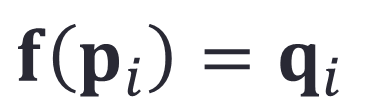 𝐟(𝐩ᵢ) = 𝐪ᵢ